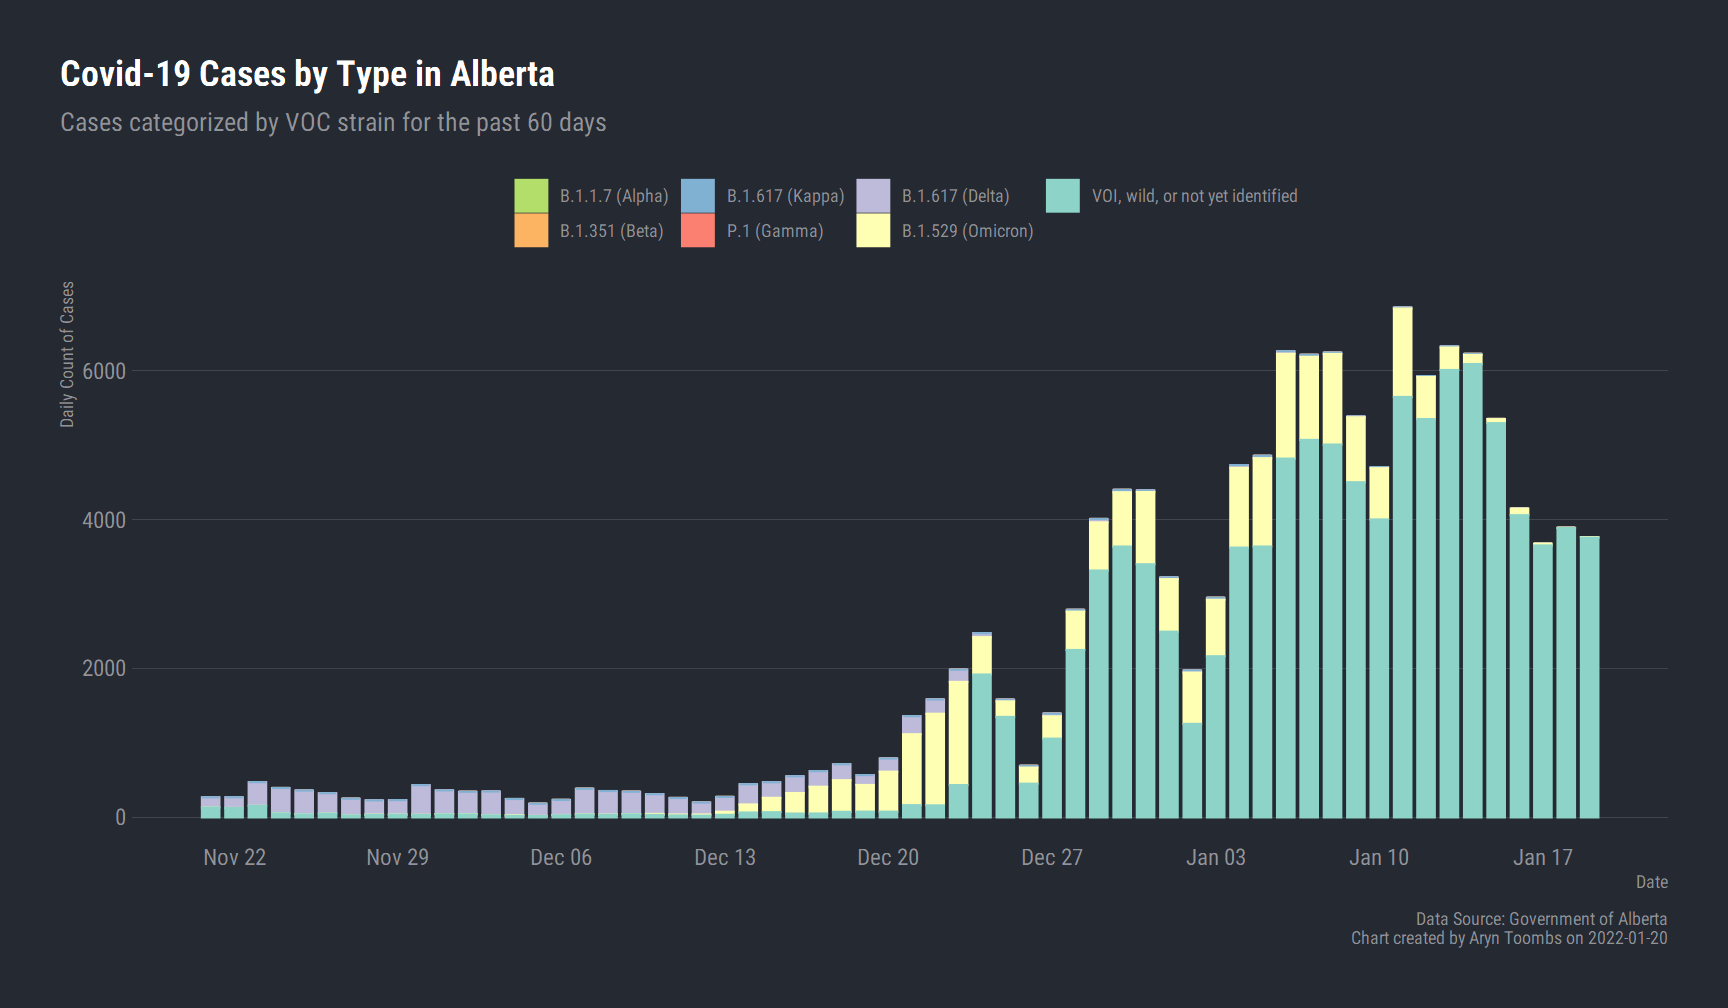 Covid-19 Cases by Type in Alberta
Cases categorized by VOC strain for the past 60 days
B.1.1.7 (Alpha)
B.1.617 (Kappa)
B.1.617 (Delta)
VOI, wild, or not yet identified
B.1.351 (Beta)
P.1 (Gamma)
B.1.529 (Omicron)
Daily Count of Cases
6000
4000
2000
0
Nov 22
Nov 29
Dec 06
Dec 13
Dec 20
Dec 27
Jan 03
Jan 10
Jan 17
Date
Data Source: Government of Alberta
Chart created by Aryn Toombs on 2022-01-20